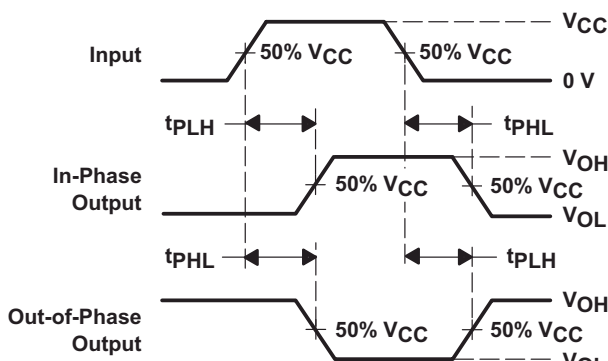 VCC
Input
50% VCC
50% VCC
0 V
tPLH
tPHL
VOH
In-Phase
Output
50% VCC
50% VCC
VOL
tPHL
tPLH
VOH
Out-of-Phase
Output
50% VCC
50% VCC
VOL